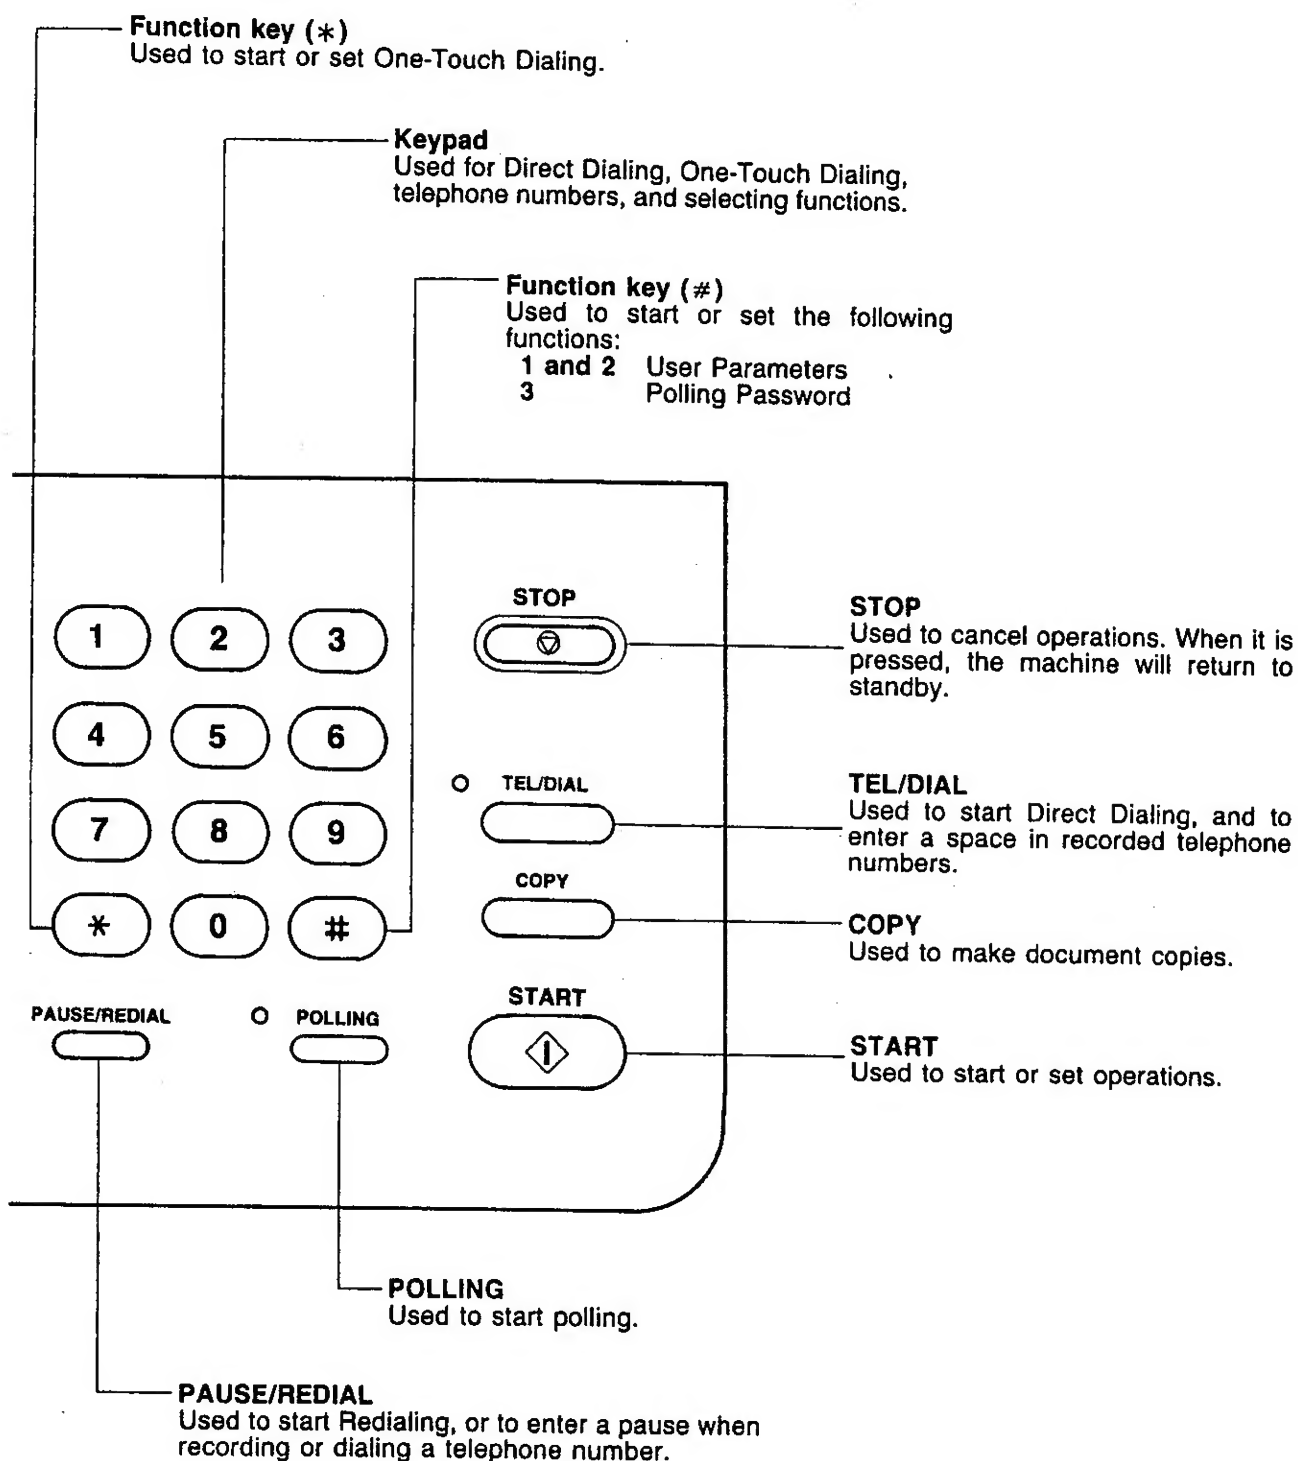 Function key (*)
Used to start or set One-Touch Dialing.
Keypad
Used for Direct Dialing, One-Touch Dialing,
telephone numbers, and selecting functions.
Function key (#)
Used to start or set the following
functions:
1 and 2 User Parameters
3 Polling Password
1 2 3
4 5 6
7 8 9
* 0 #
PAUSE/REDIAL
POLLING
STOP
TEL/DIAL
COPY
START
STOP
Used to cancel operations. When it is
pressed, the machine will return to
standby.
TEL/DIAL
Used to start Direct Dialing, and to
enter a space in recorded telephone
numbers.
COPY
Used to make document copies.
START
Used to start or set operations.
POLLING
Used to start polling.
PAUSE/REDIAL
Used to start Redialing, or to enter a pause when
recording or dialing a telephone number.